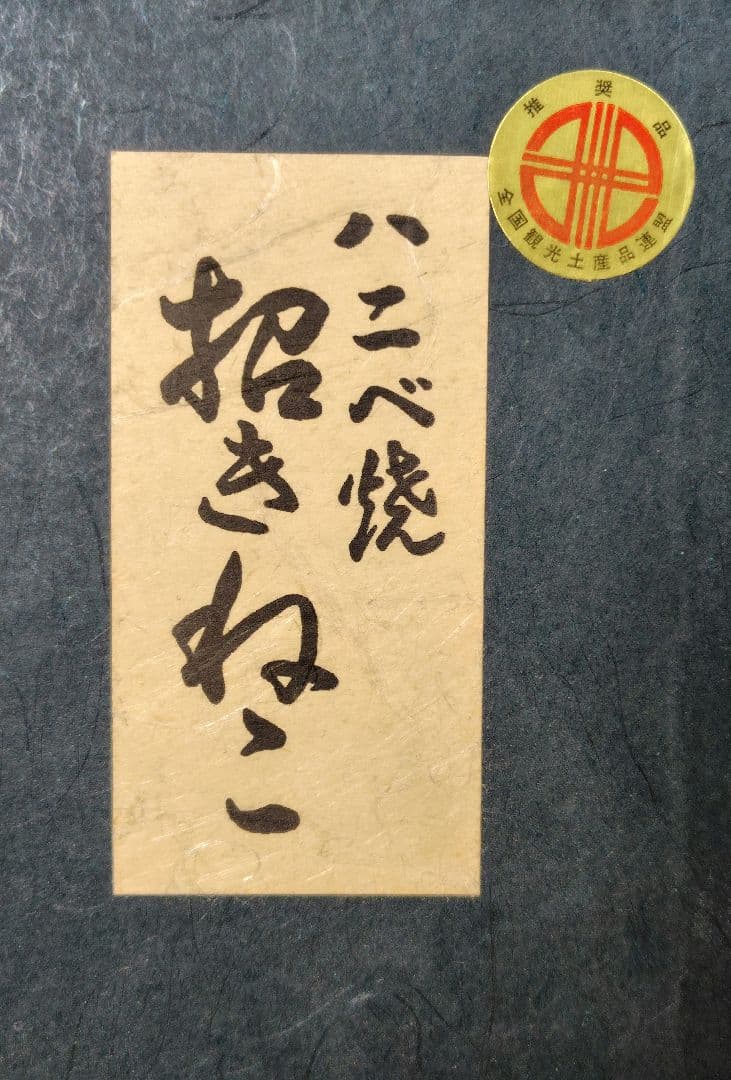 ハニベ焼
招きねこ
推奨品
全国観光土産品連盟